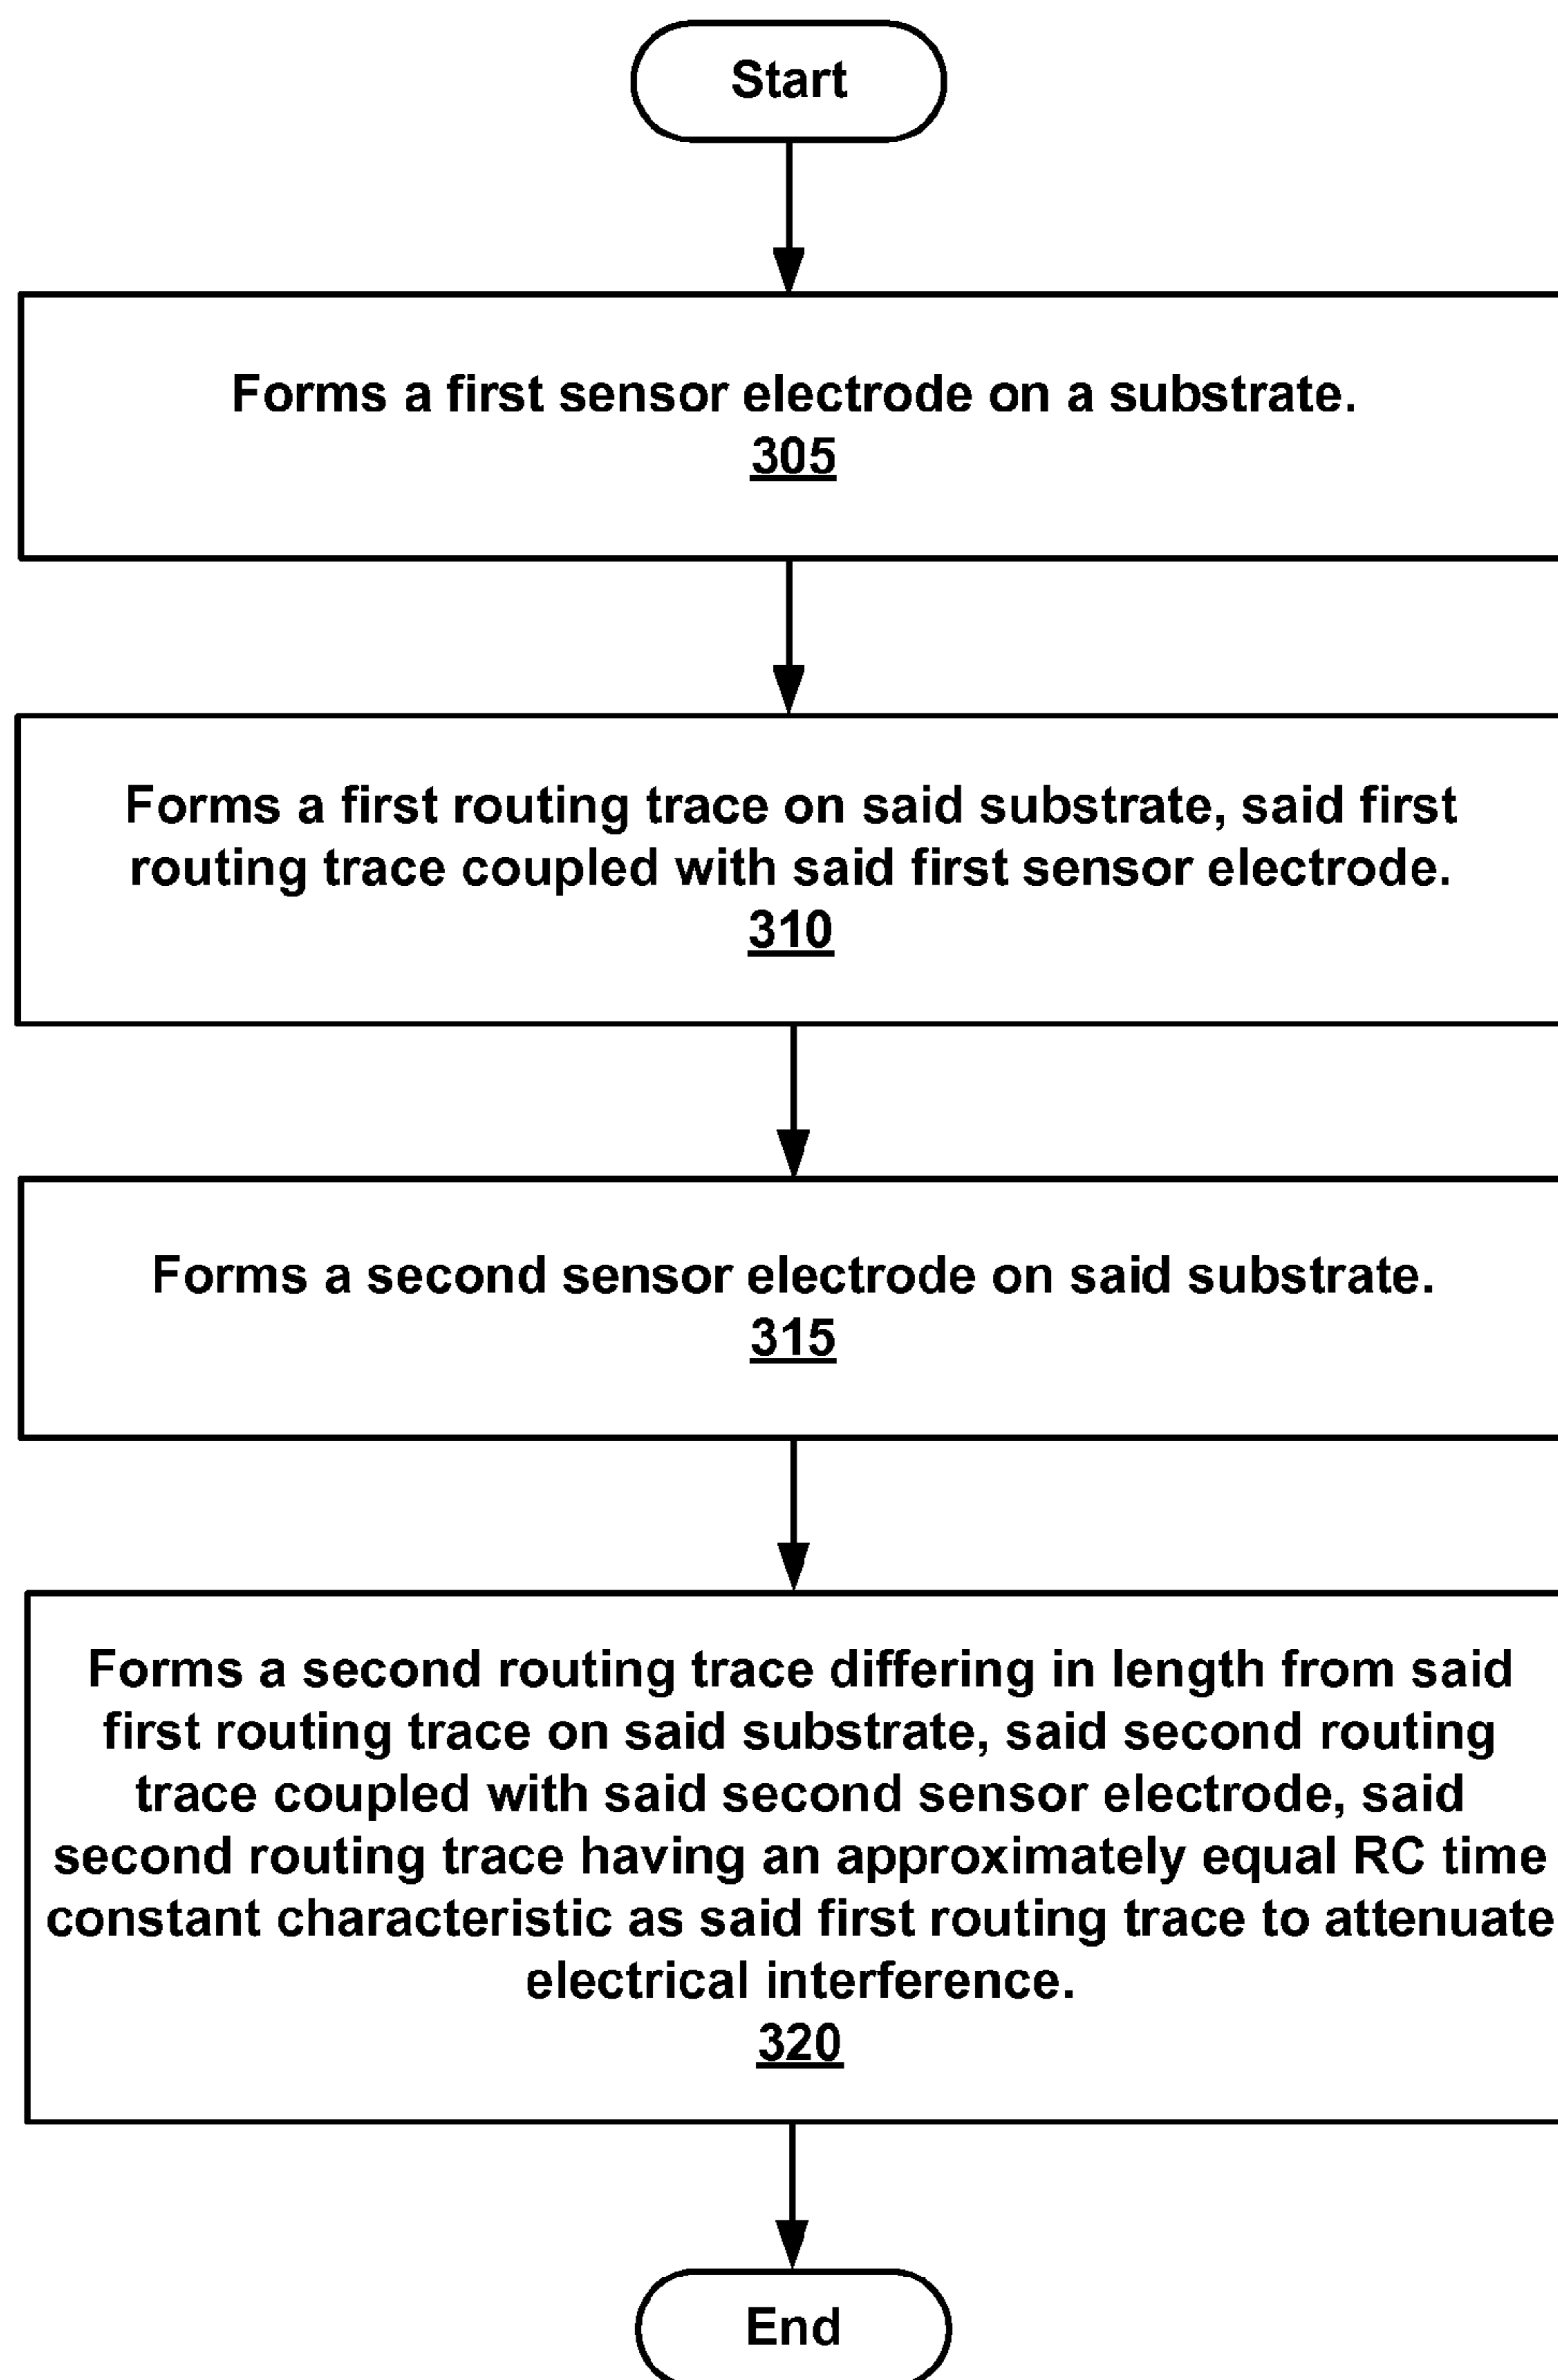 Start
Forms a first sensor electrode on a substrate.
305
Forms a first routing trace on said substrate, said first
routing trace coupled with said first sensor electrode.
310
Forms a second sensor electrode on said substrate.
315
Forms a second routing trace differing in length from said
first routing trace on said substrate, said second routing
trace coupled with said second sensor electrode, said
second routing trace having an approximately equal RC time
constant characteristic as said first routing trace to attenuate
electrical interference.
320
End